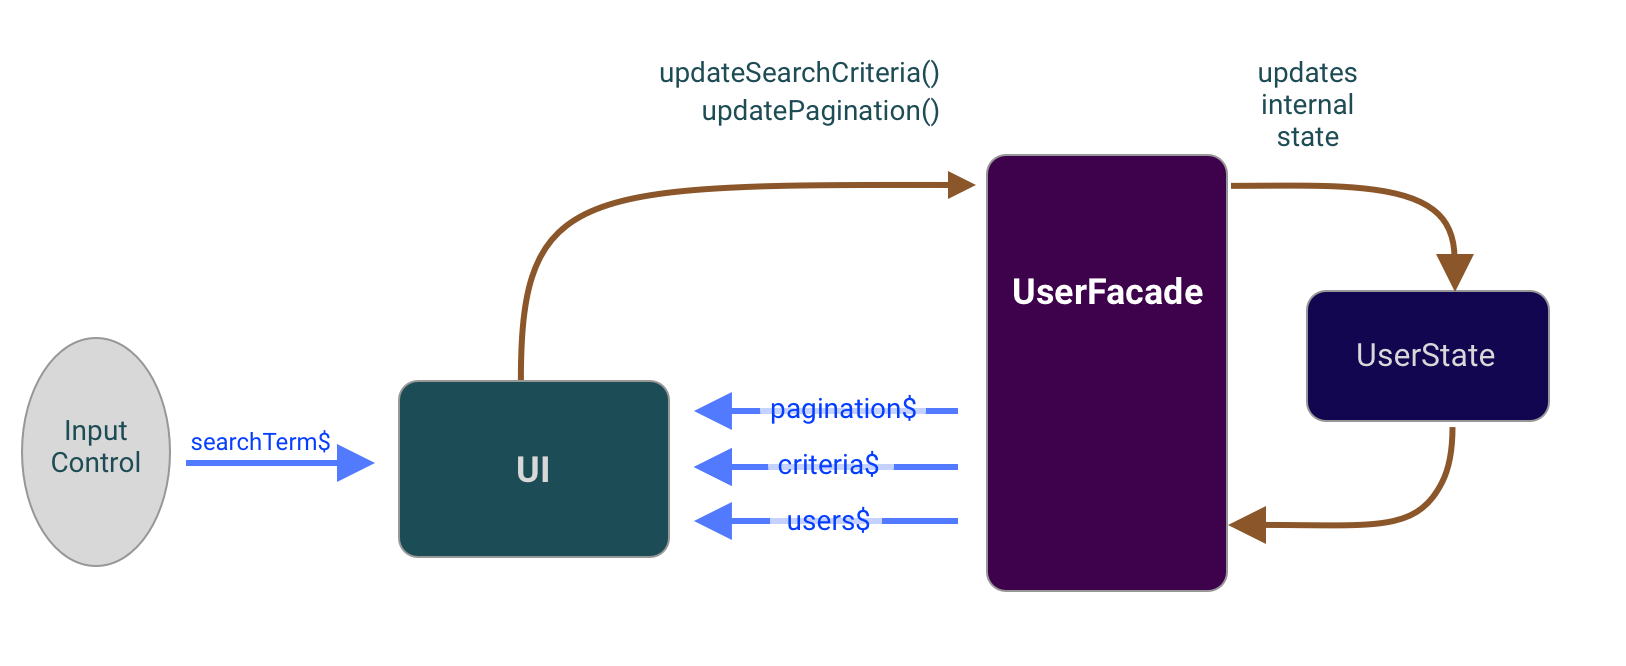 updateSearchCriteria()
updatePagination()
updates
internal
state
UserFacade
UserState
Input
Control
searchTerm$
UI
pagination$
criteria$
users$